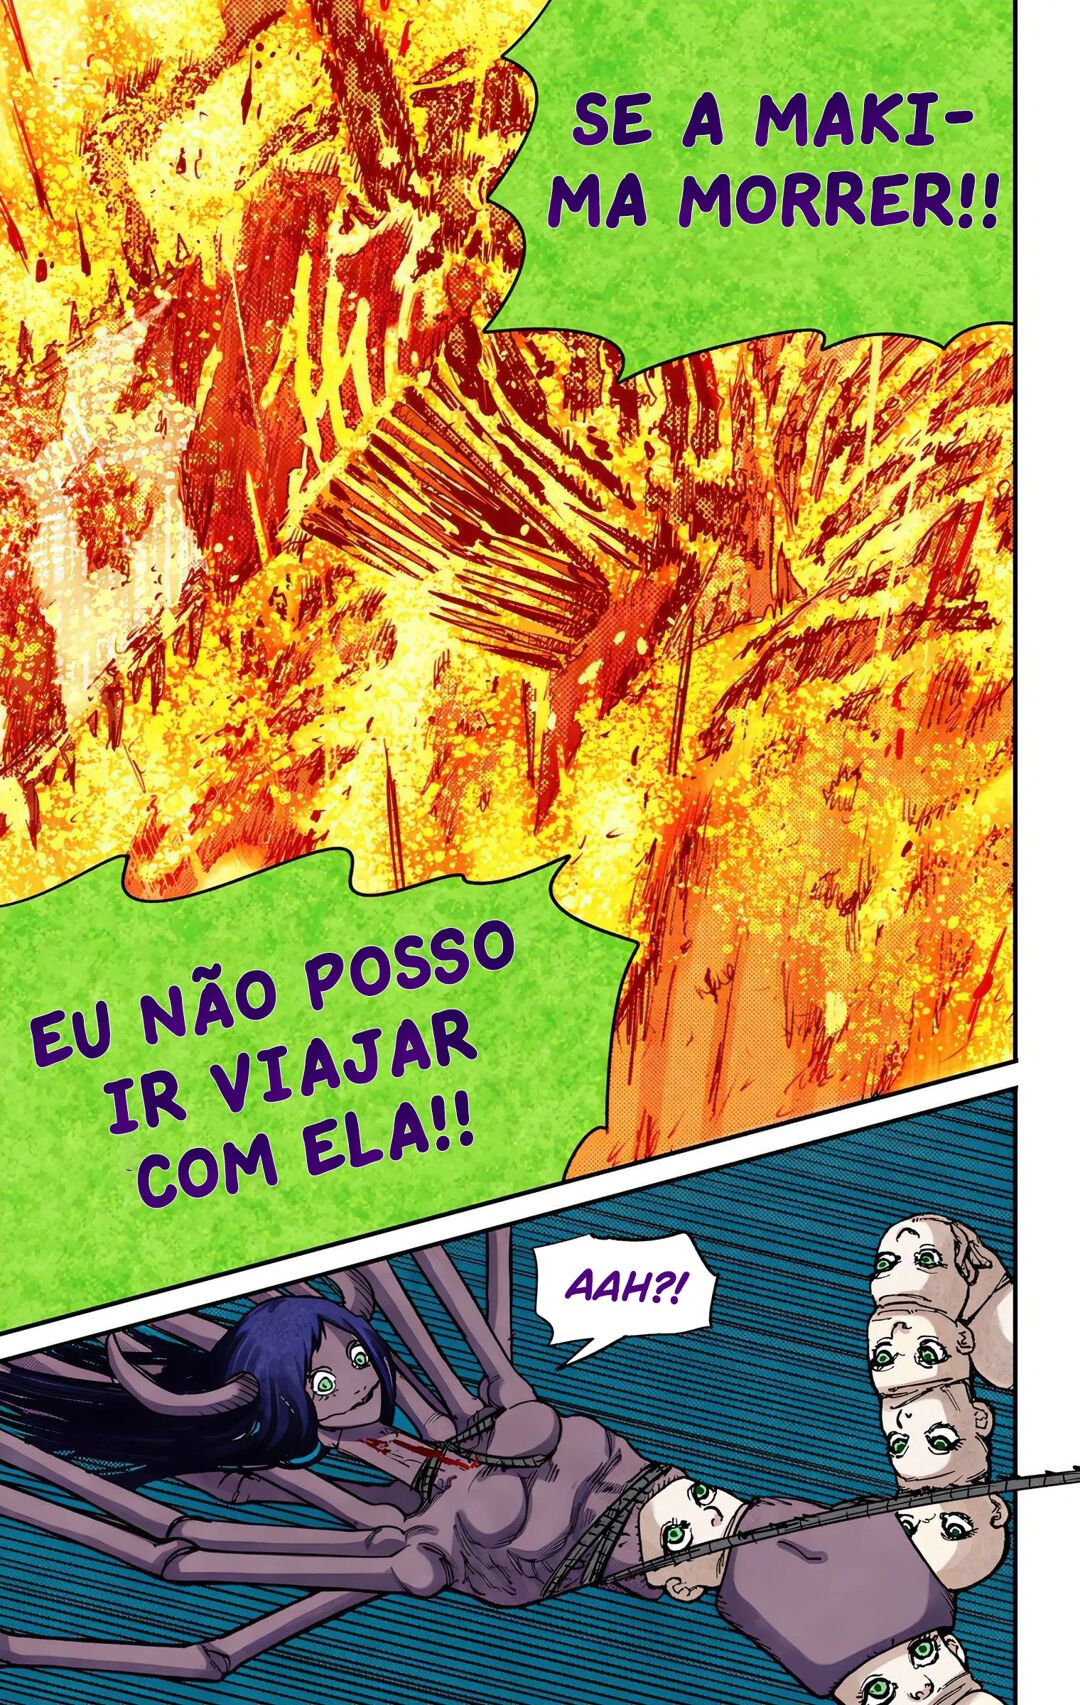 SE A MAKI-
MA MORRER!!
EU NÃO POSSO
IR VIAJAR
COM ELA!!
AAH?!